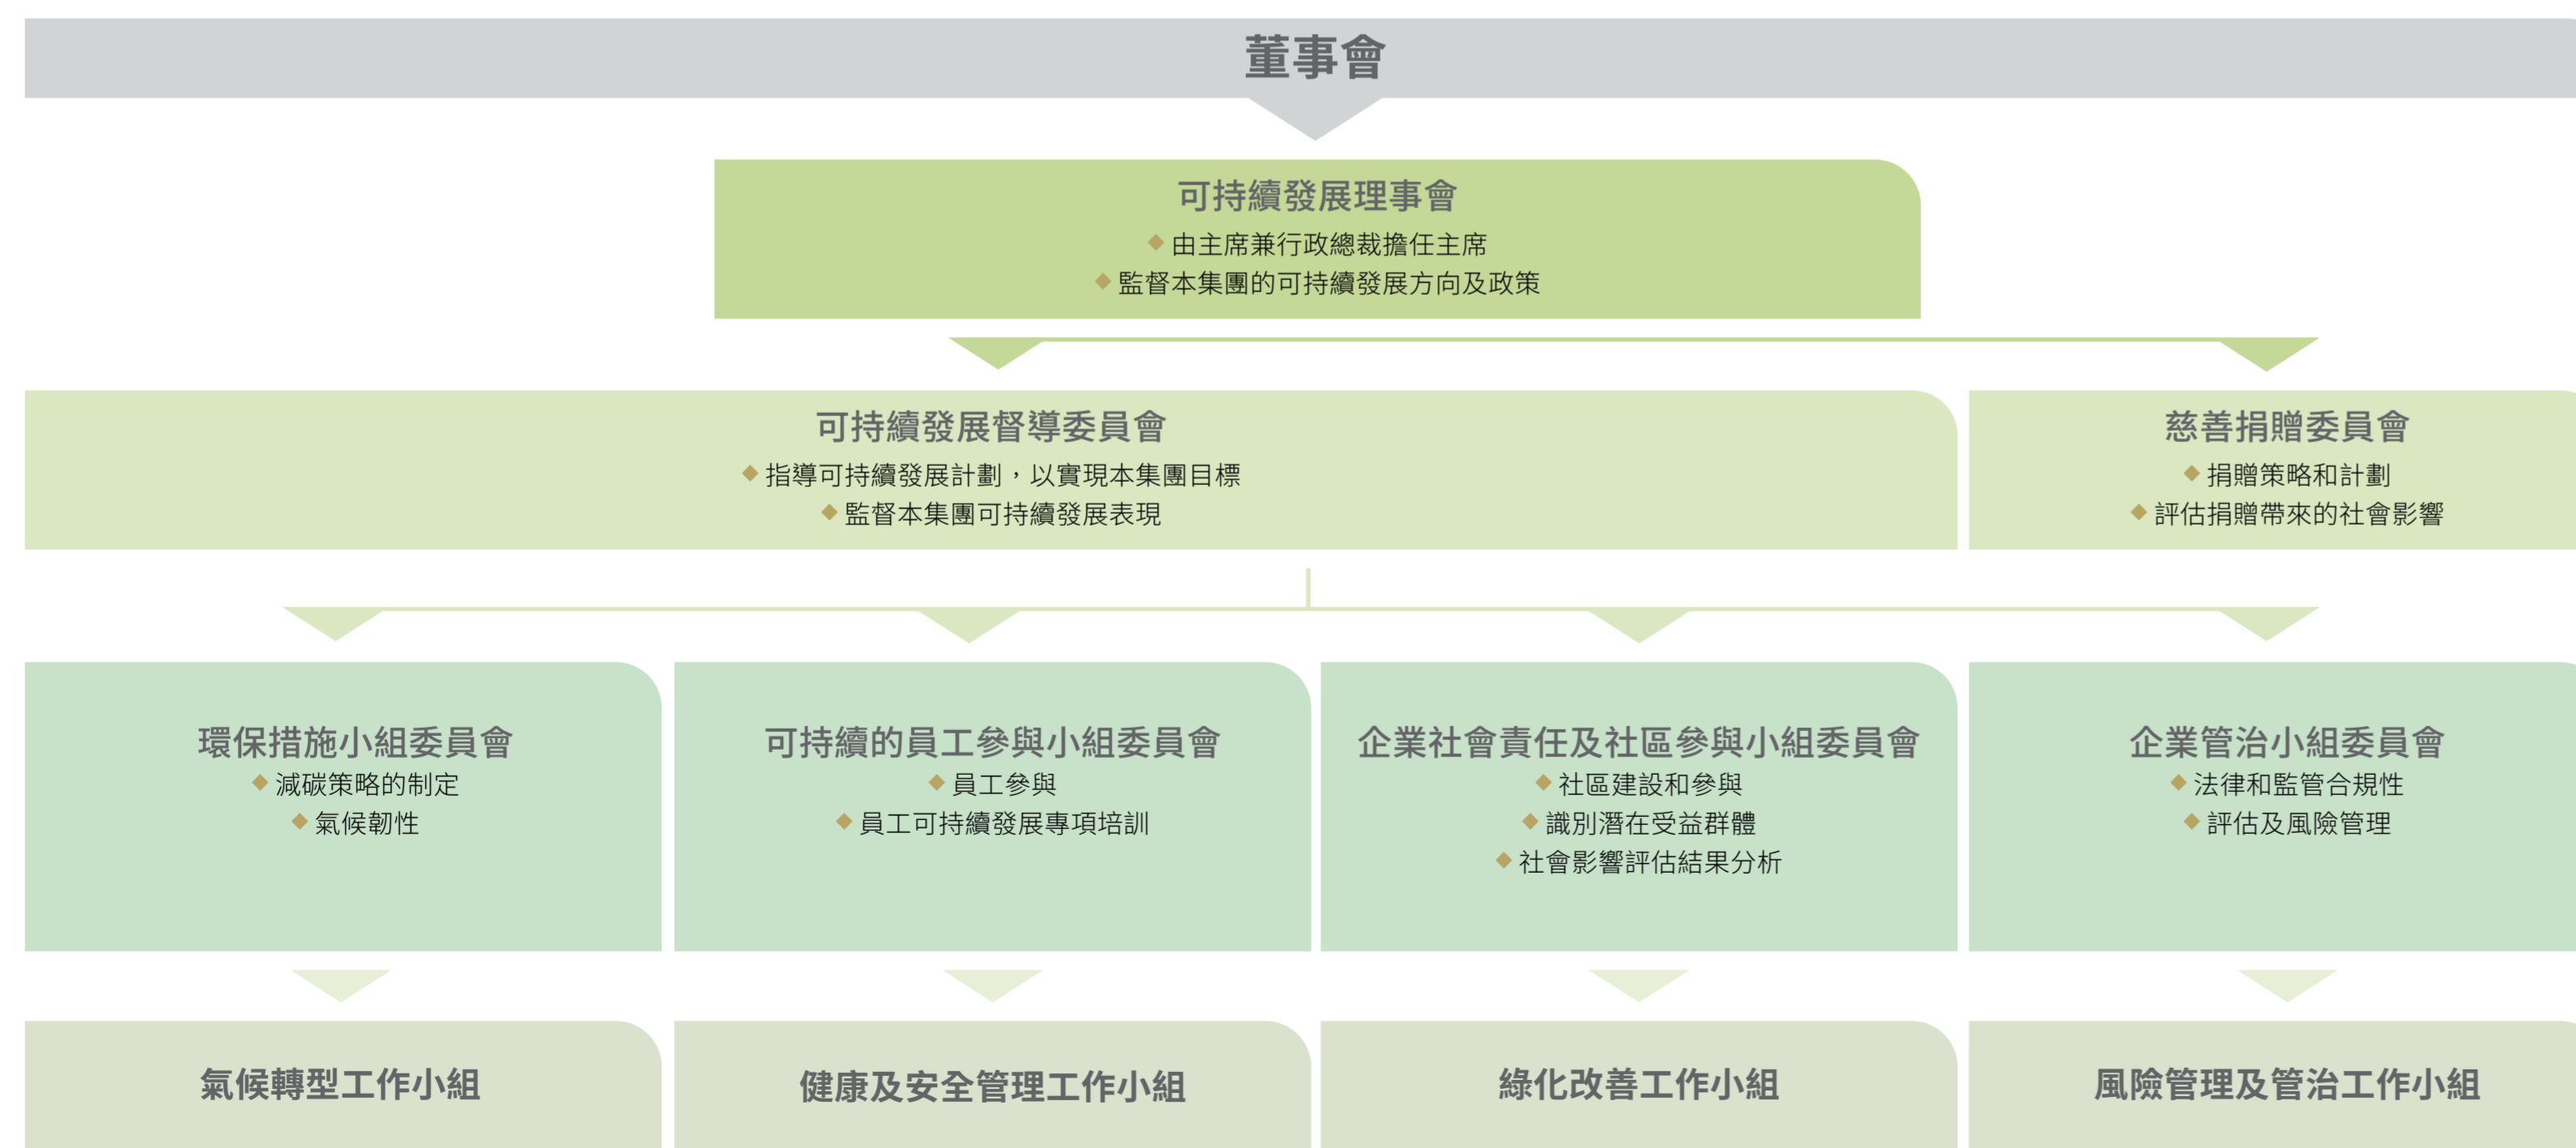 董事會
可持續發展理事會
◆ 由主席兼行政總裁擔任主席
◆ 監督本集團的可持續發展方向及政策
可持續發展督導委員會
◆ 指導可持續發展計劃，以實現本集團目標
◆ 監督本集團可持續發展表現
慈善捐贈委員會
◆ 捐贈策略和計劃
◆ 評估捐贈帶來的社會影響
環保措施小組委員會
◆ 減碳策略的制定
◆ 氣候韌性
可持續的員工參與小組委員會
◆ 員工參與
◆ 員工可持續發展專項培訓
企業社會責任及社區參與小組委員會
◆ 社區建設和參與
◆ 識別潛在受益群體
◆ 社會影響評估結果分析
企業管治小組委員會
◆ 法律和監管合規性
◆ 評估及風險管理
氣候轉型工作小組
健康及安全管理工作小組
綠化改善工作小組
風險管理及管治工作小組